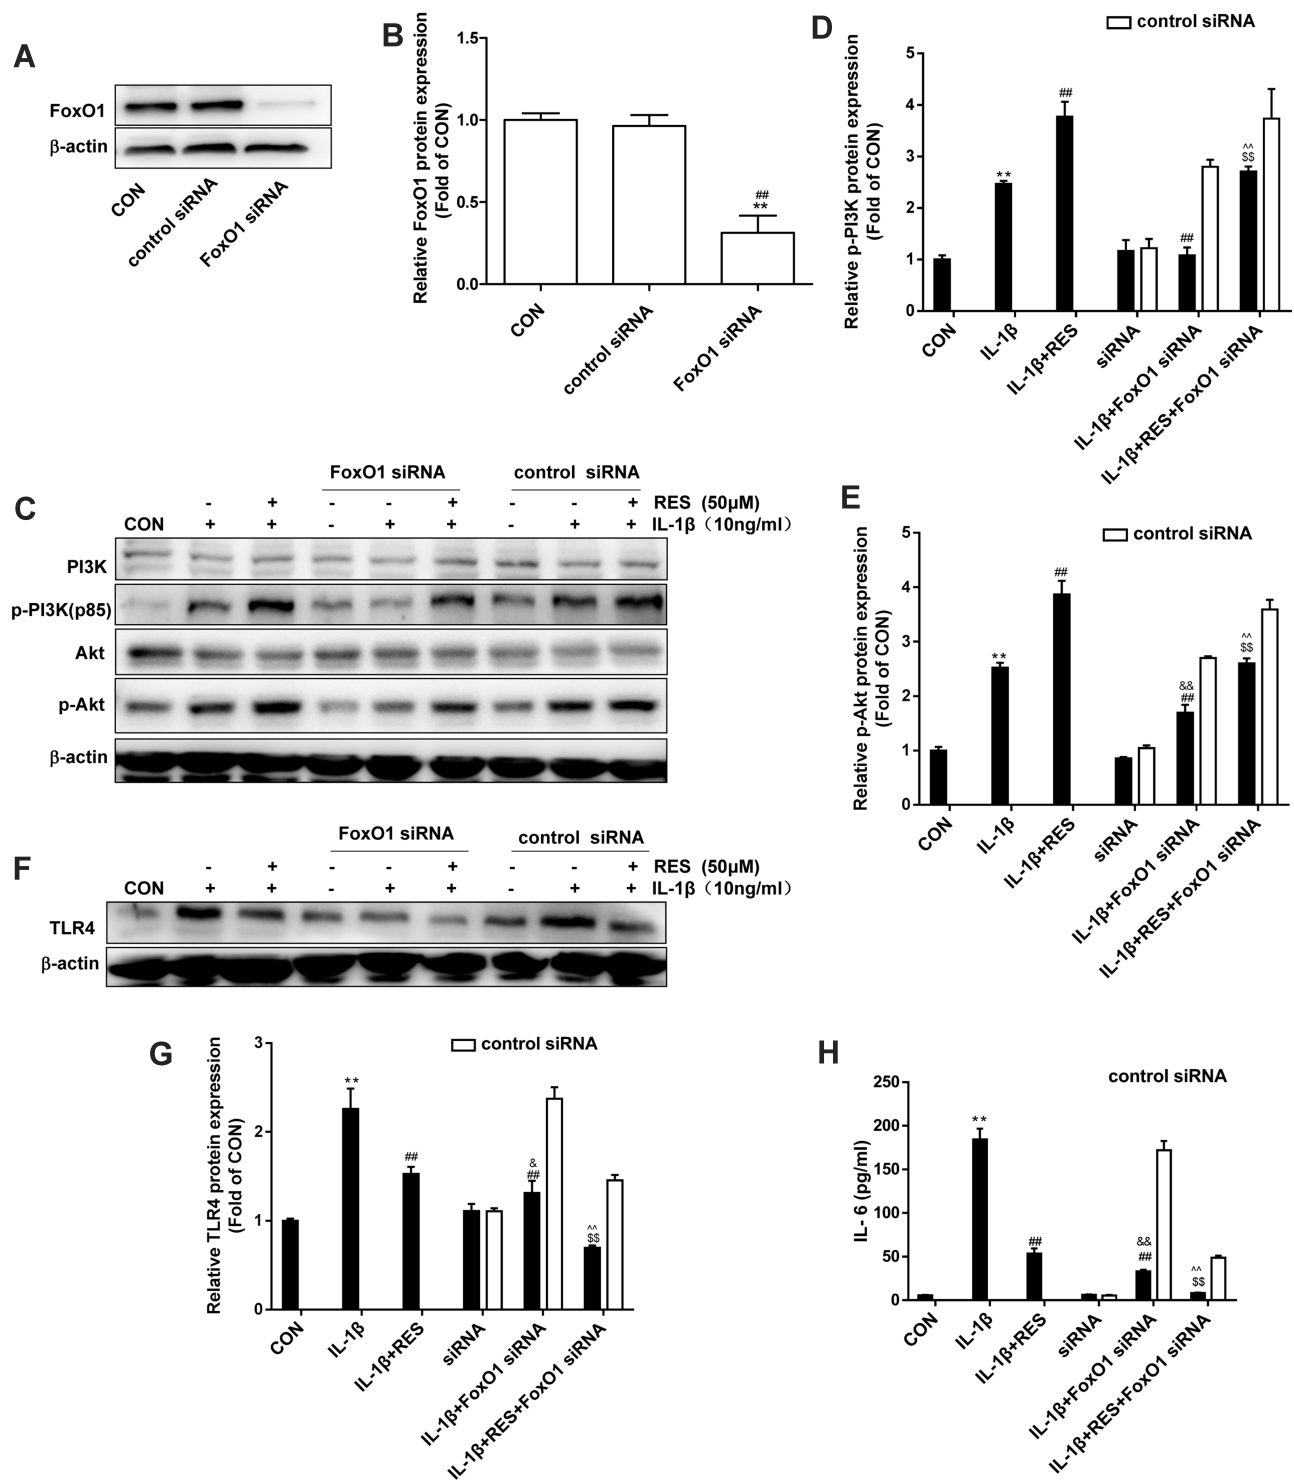 A
FoxO1
β-actin
CON
control siRNA
FoxO1 siRNA
B
Relative FoxO1 protein expression
(Fold of CON)
1.5
1.0
0.5
0.0
##
**
CON
control siRNA
FoxO1 siRNA
D
control siRNA
Relative p-PI3K protein expression
(Fold of CON)
5
4
3
2
1
0
**
##
##
^^
$$
CON
IL-1β
IL-1β+RES
siRNA
IL-1β+FoxO1 siRNA
IL-1β+RES+FoxO1 siRNA
C
FoxO1 siRNA control siRNA
- + - - + - - + RES (50μM)
CON + + - + + - + + IL-1β（10ng/ml）
PI3K
p-PI3K(p85)
Akt
p-Akt
β-actin
E
control siRNA
Relative p-Akt protein expression
(Fold of CON)
5
4
3
2
1
0
**
##
&&
##
^^
$$
CON
IL-1β
IL-1β+RES
siRNA
IL-1β+FoxO1 siRNA
IL-1β+RES+FoxO1 siRNA
F
FoxO1 siRNA control siRNA
- + - - + - - + RES (50μM)
CON + + - + + - + + IL-1β（10ng/ml）
TLR4
β-actin
G
control siRNA
Relative TLR4 protein expression
(Fold of CON)
3
2
1
0
**
##
&
##
^^
$$
CON
IL-1β
IL-1β+RES
siRNA
IL-1β+FoxO1 siRNA
IL-1β+RES+FoxO1 siRNA
H
control siRNA
IL- 6 (pg/ml)
250
200
150
100
50
0
**
##
&&
##
^^
$$
CON
IL-1β
IL-1β+RES
siRNA
IL-1β+FoxO1 siRNA
IL-1β+RES+FoxO1 siRNA